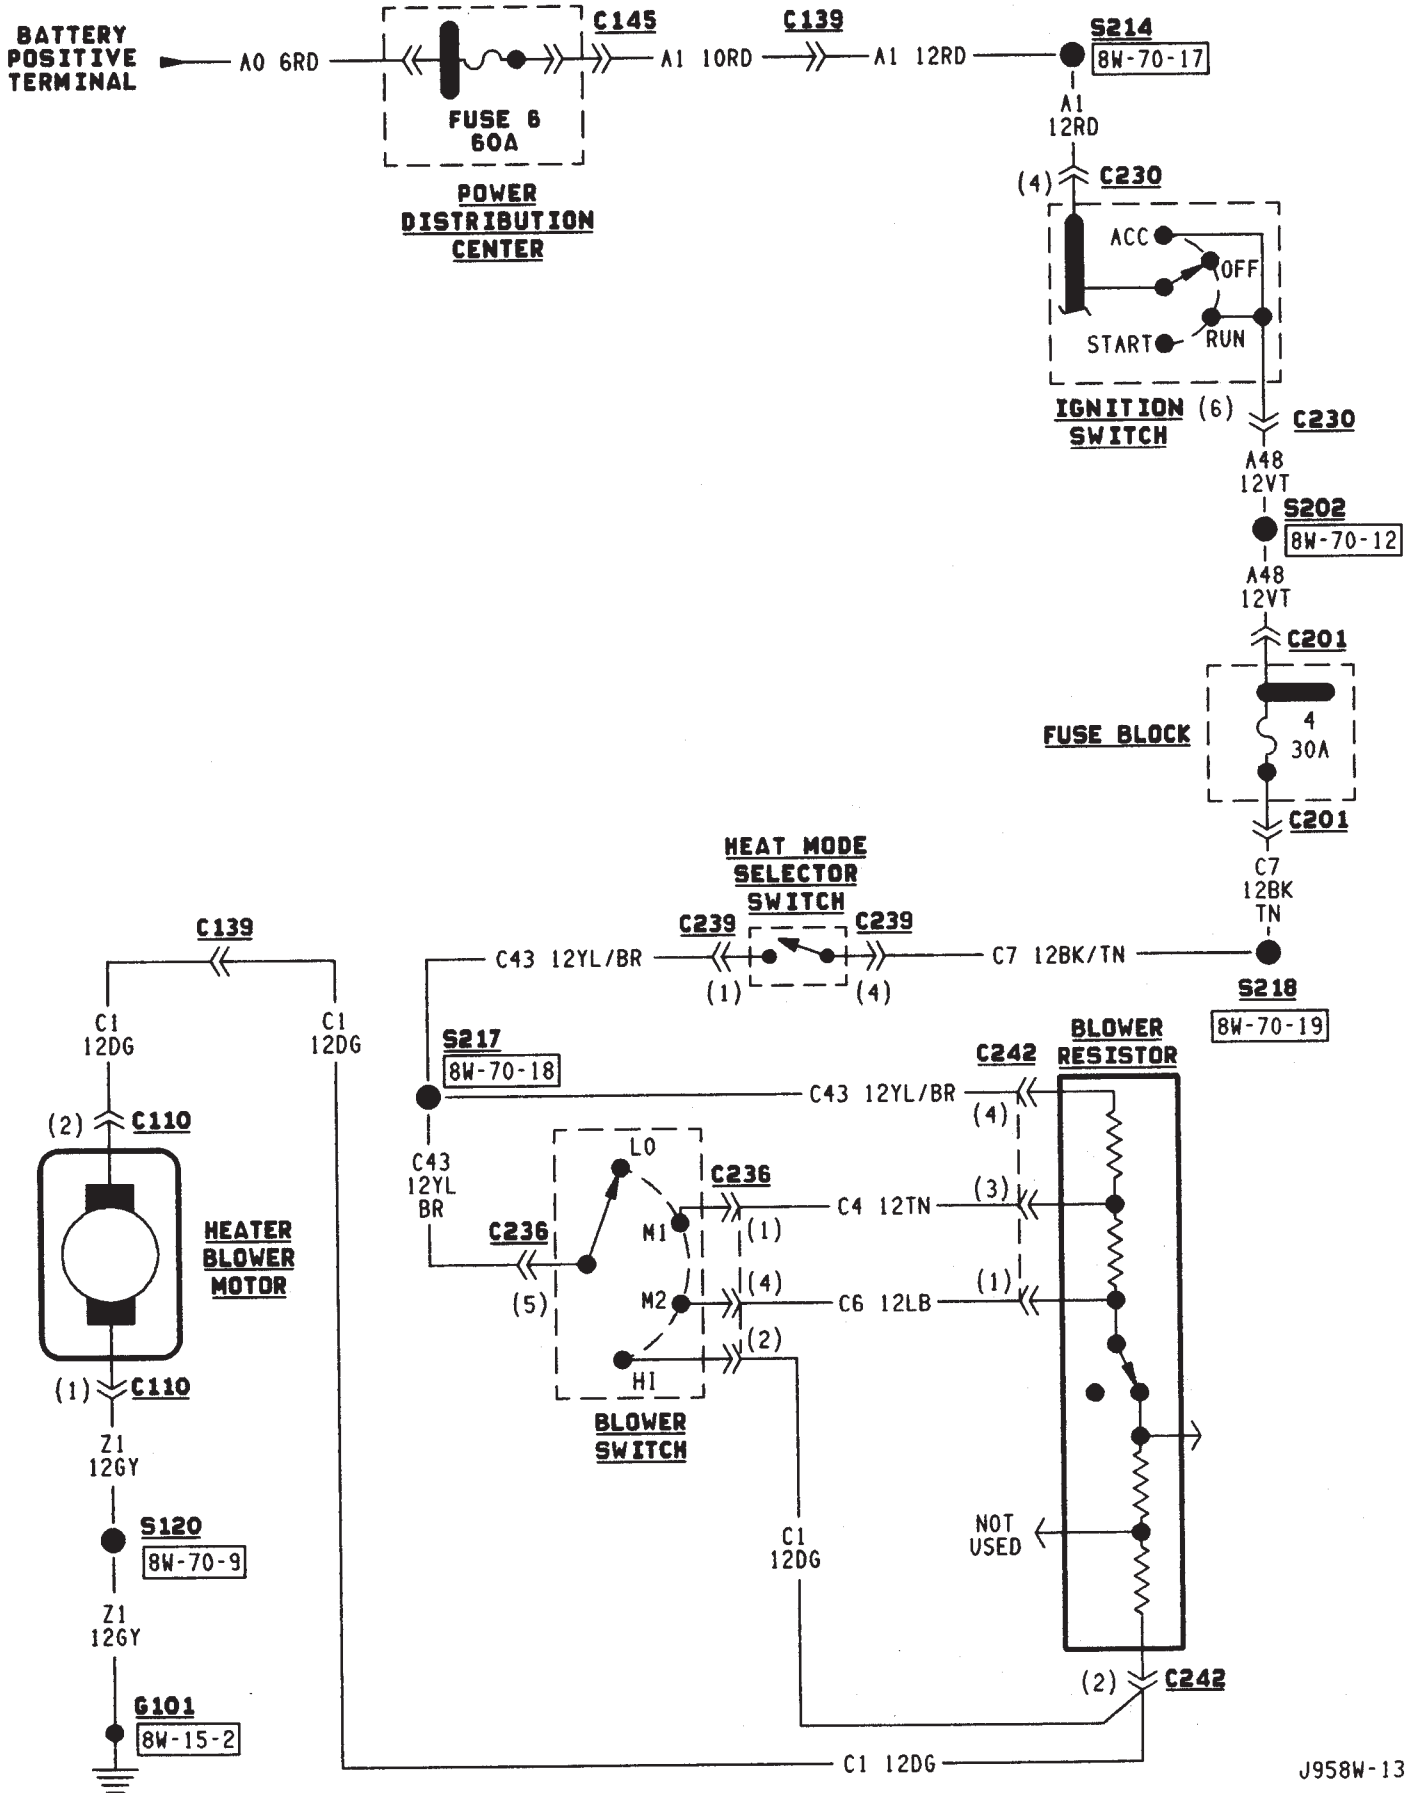 BATTERY
POSITIVE
TERMINAL
A0 6RD
FUSE 6
60A
POWER
DISTRIBUTION
CENTER
C145
A1 10RD
C139
A1 12RD
S214
8W-70-17
A1
12RD
(4)
C230
ACC
OFF
RUN
START
IGNITION
SWITCH
(6)
C230
A48
12VT
S202
8W-70-12
A48
12VT
C201
FUSE BLOCK
4
30A
C201
C7
12BK
TN
S218
8W-70-19
C7 12BK/TN
HEAT MODE
SELECTOR
SWITCH
C239
C239
(1)
(4)
C43 12YL/BR
C139
C1
12DG
C1
12DG
S217
8W-70-18
C43 12YL/BR
C242
BLOWER
RESISTOR
(4)
(3)
(1)
C43
12YL
BR
C236
(5)
LO
M1
M2
HI
BLOWER
SWITCH
C236
(1)
(4)
(2)
C4 12TN
C6 12LB
(2)
C110
HEATER
BLOWER
MOTOR
(1)
C110
Z1
12GY
S120
8W-70-9
Z1
12GY
G101
8W-15-2
C1
12DG
NOT
USED
(2)
C242
C1 12DG
J958W-13